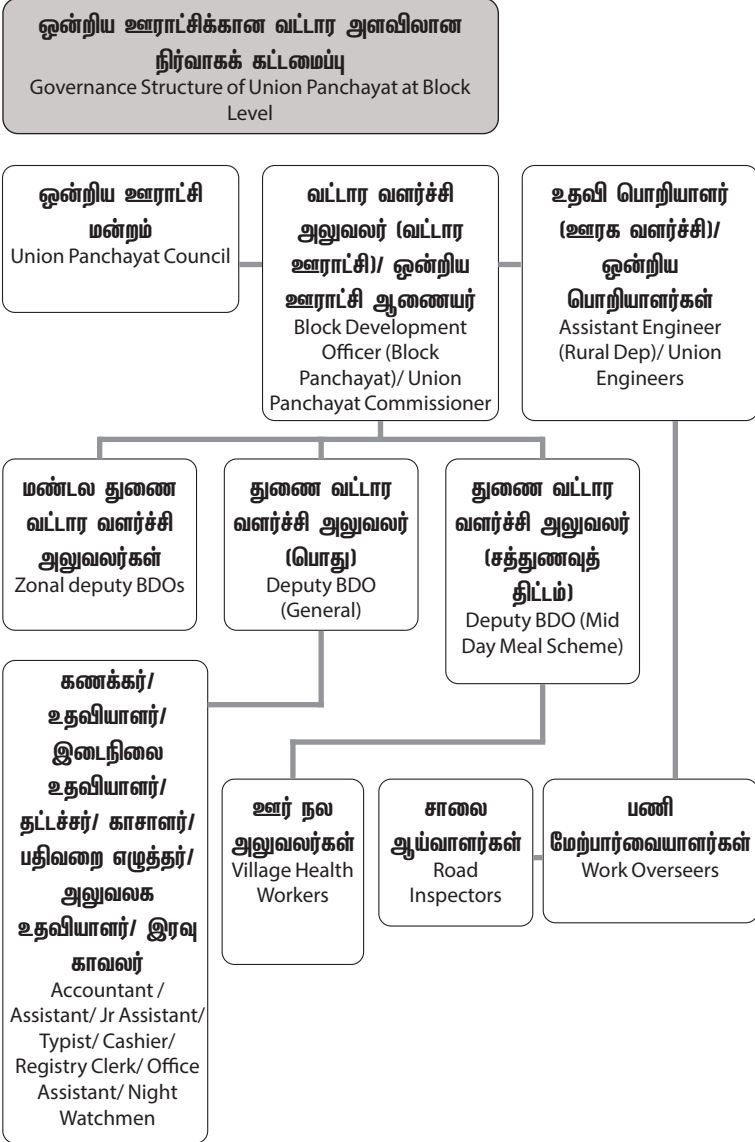 ஒன்றிய ஊராட்சிக்கான வட்டார அளவிலான
நிர்வாகக் கட்டமைப்பு
Governance Structure of Union Panchayat at Block
Level
ஒன்றிய ஊராட்சி
மன்றம்
Union Panchayat Council
வட்டார வளர்ச்சி
அலுவலர் (வட்டார
ஊராட்சி)/ ஒன்றிய
ஊராட்சி ஆணையர்
Block Development
Officer (Block
Panchayat)/ Union
Panchayat Commissioner
உதவி பொறியாளர்
(ஊரக வளர்ச்சி)/
ஒன்றிய
பொறியாளர்கள்
Assistant Engineer
(Rural Dep)/ Union
Engineers
மண்டல துணை
வட்டார வளர்ச்சி
அலுவலர்கள்
Zonal deputy BDOs
துணை வட்டார
வளர்ச்சி அலுவலர்
(பொது)
Deputy BDO
(General)
துணை வட்டார
வளர்ச்சி அலுவலர்
(சத்துணவுத்
திட்டம்)
Deputy BDO (Mid
Day Meal Scheme)
கணக்கர்/
உதவியாளர்/
இடைநிலை
உதவியாளர்/
தட்டச்சர்/ காசாளர்/
பதிவறை எழுத்தர்/
அலுவலக
உதவியாளர்/ இரவு
காவலர்
Accountant /
Assistant/ Jr Assistant/
Typist/ Cashier/
Registry Clerk/ Office
Assistant/ Night
Watchmen
ஊர் நல
அலுவலர்கள்
Village Health
Workers
சாலை
ஆய்வாளர்கள்
Road
Inspectors
பணி
மேற்பார்வையாளர்கள்
Work Overseers